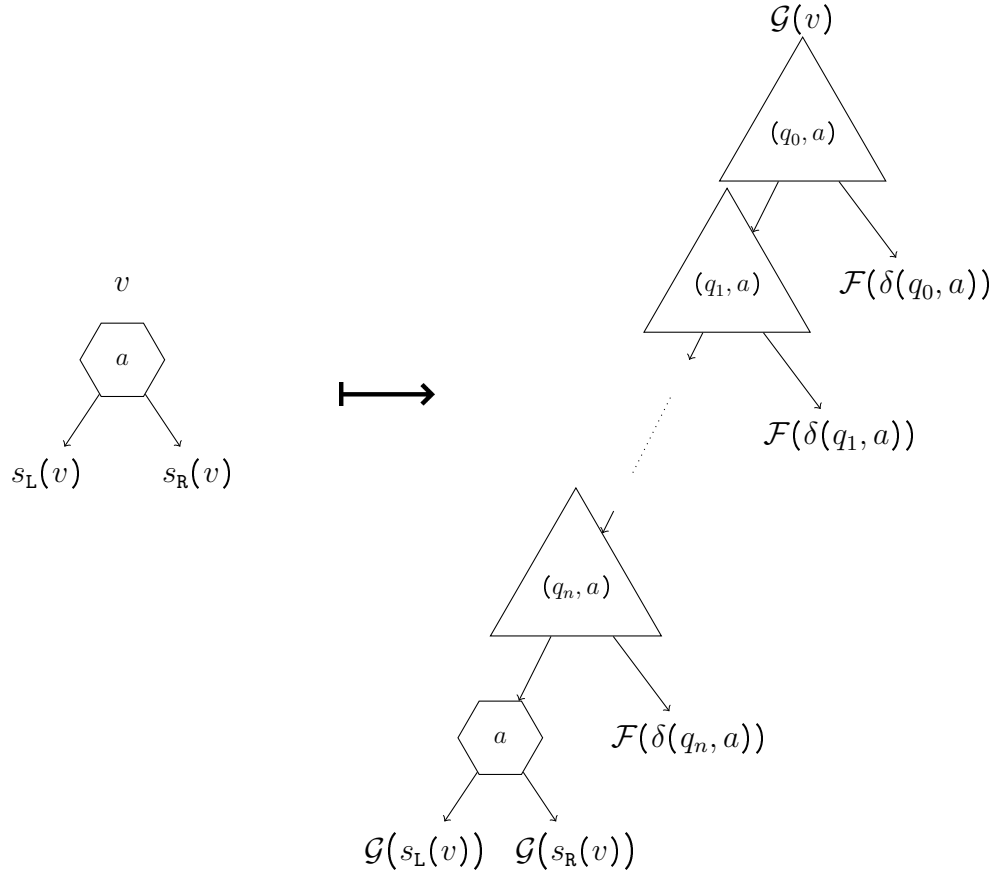 𝒢(v)
(q₀, a)
(q₁, a)
ℱ(δ(q₀, a))
v
a
ℱ(δ(q₁, a))
s_L(v) s_R(v)
(qₙ, a)
a
ℱ(δ(qₙ, a))
𝒢(s_L(v)) 𝒢(s_R(v))